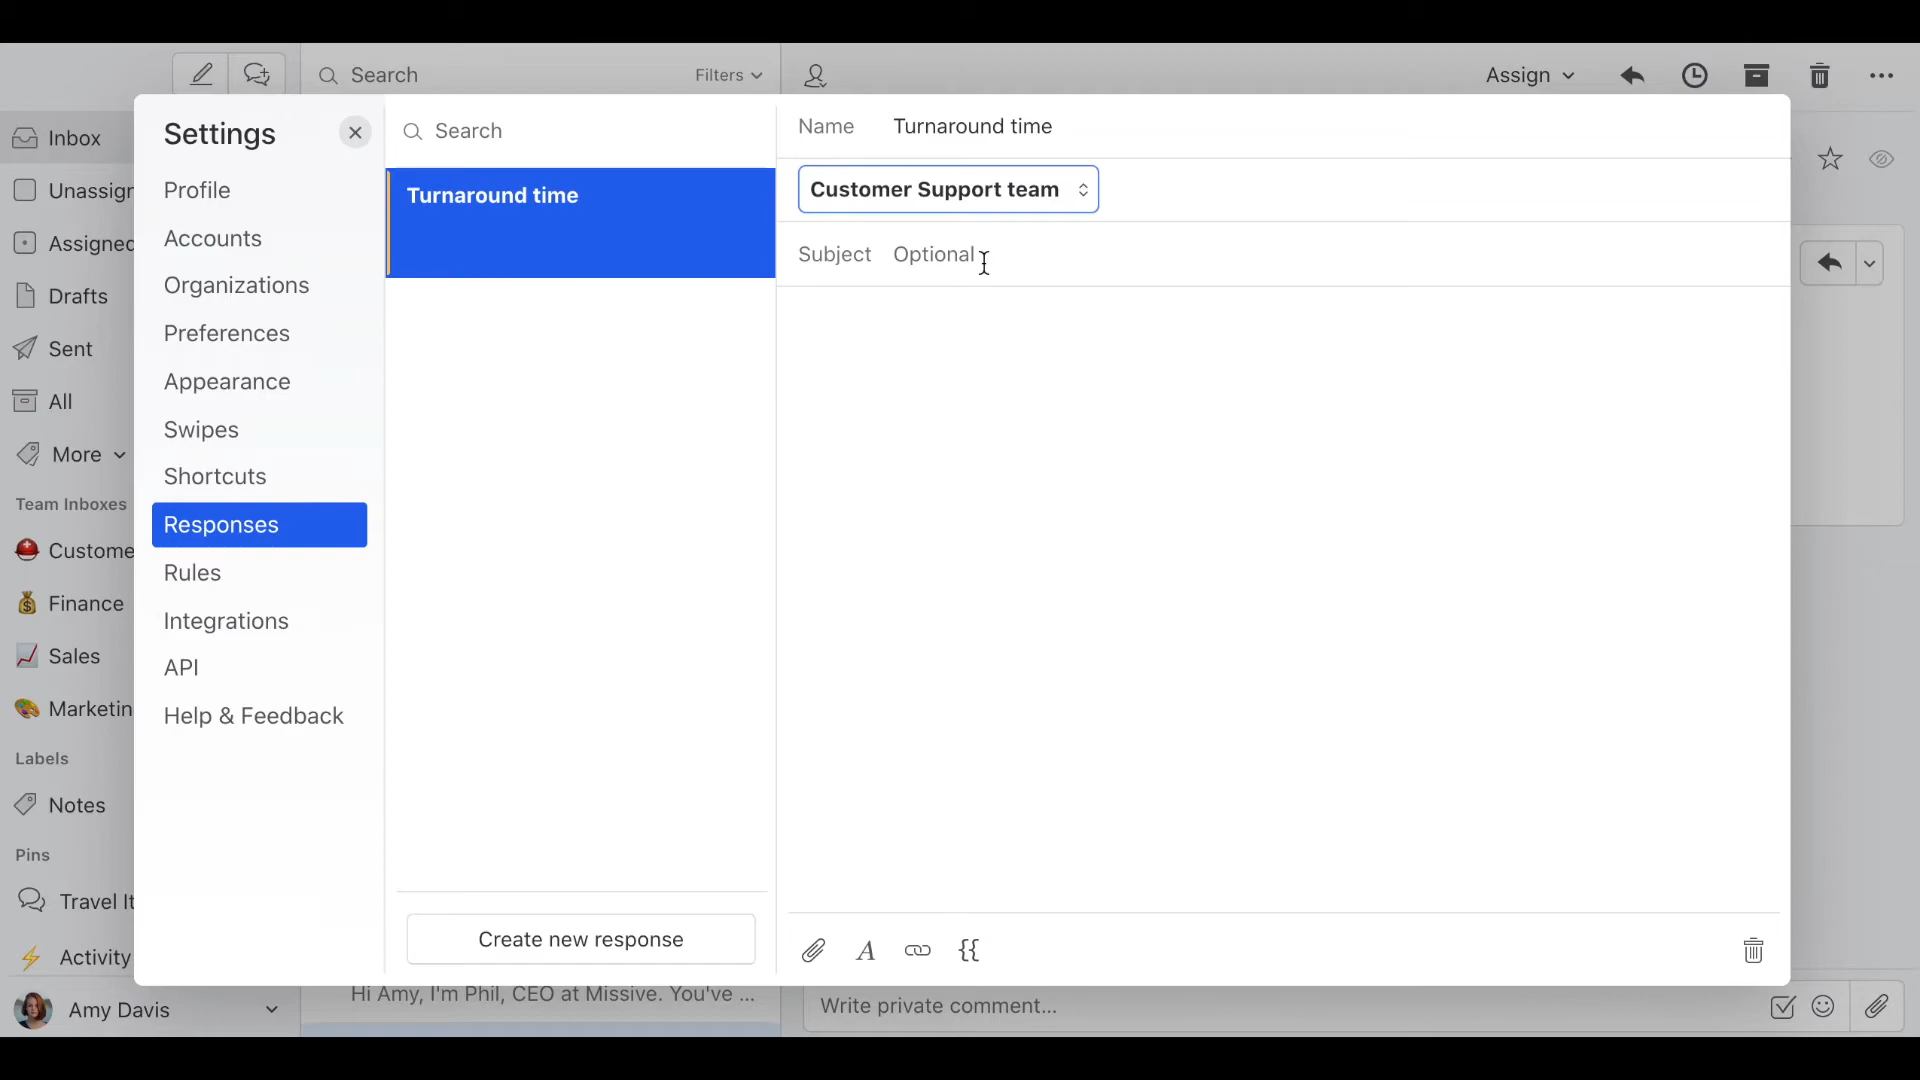 Search
Filters
Assign
Inbox
Unassign
Assigned
Drafts
Sent
All
More
Team Inboxes
Custome
Finance
Sales
Marketin
Labels
Notes
Pins
Travel It
Activity
Amy Davis
Settings
Profile
Accounts
Organizations
Preferences
Appearance
Swipes
Shortcuts
Responses
Rules
Integrations
API
Help & Feedback
Search
Turnaround time
Create new response
Name Turnaround time
Customer Support team
Subject Optional
{{
Hi Amy, I'm Phil, CEO at Missive. You've ...
Write private comment...